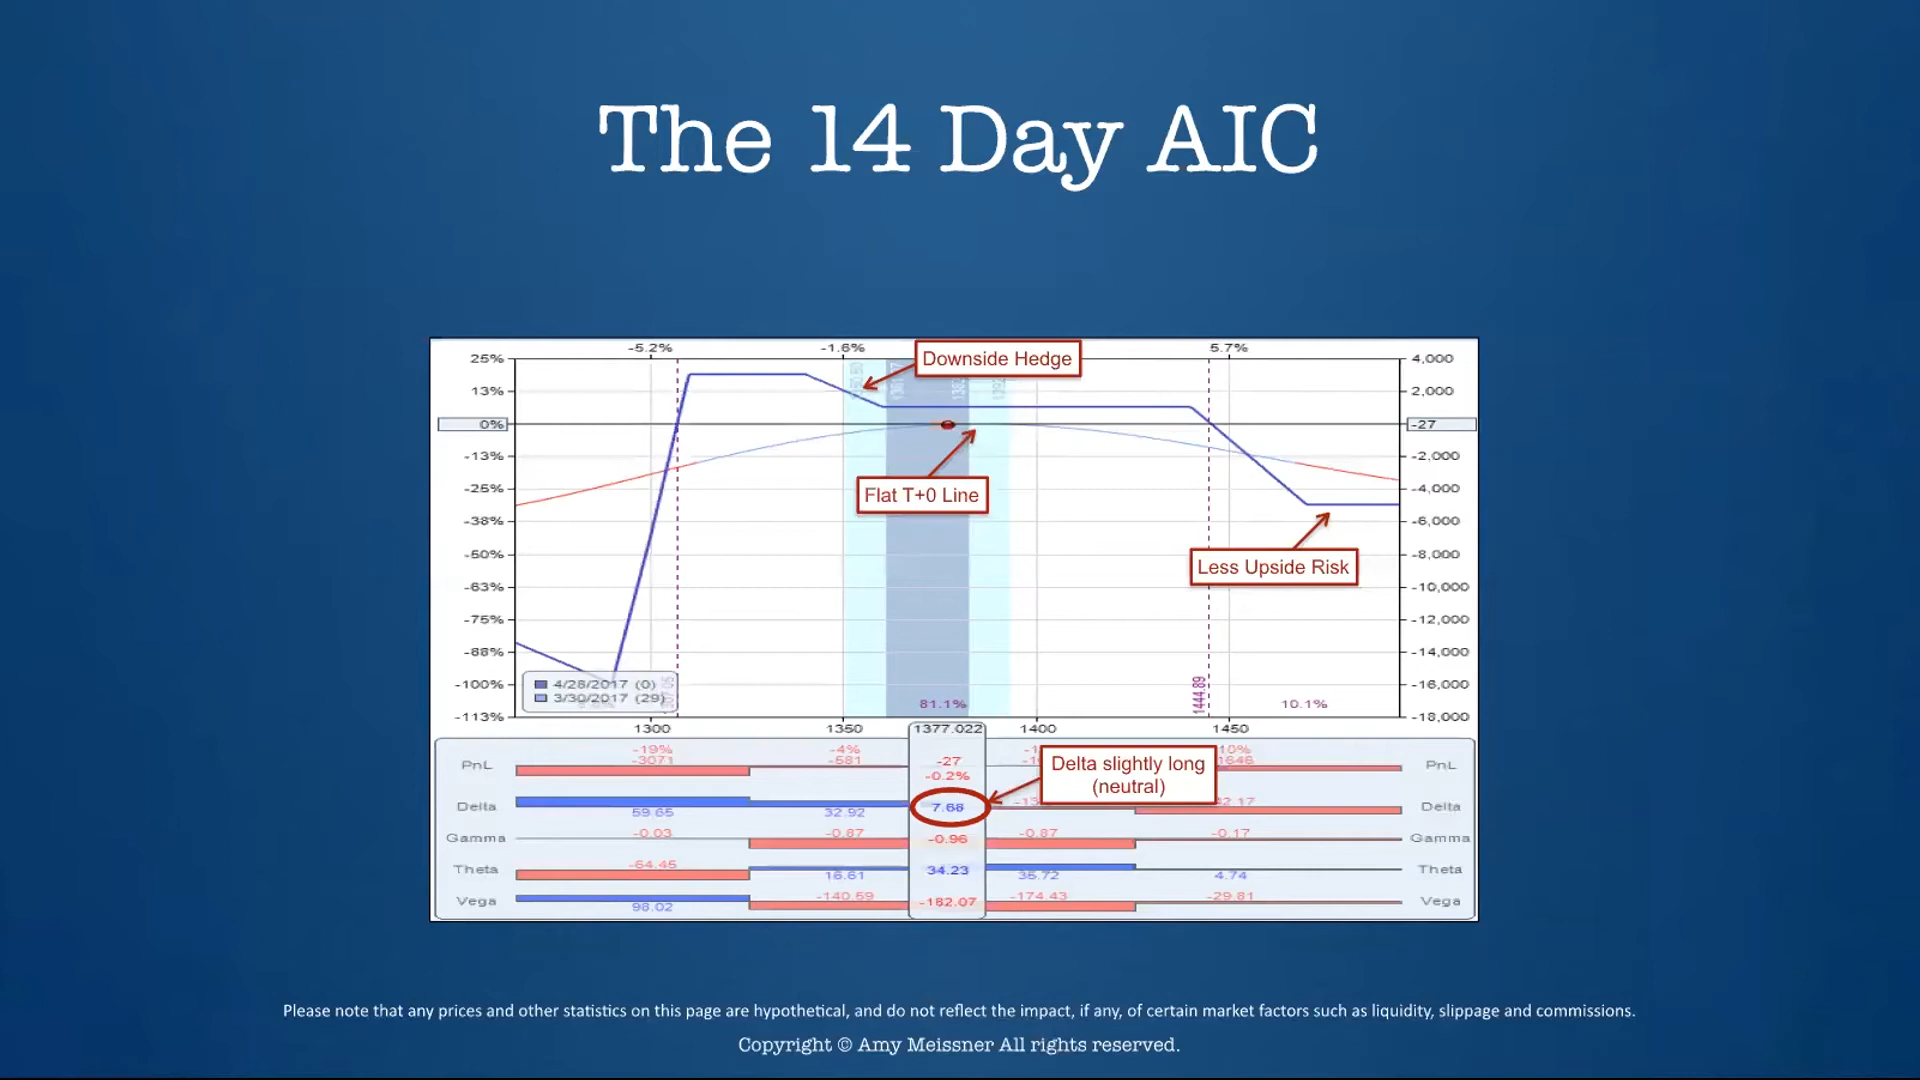 The 14 Day AIC
-5.2% -1.6% 5.7%
Downside Hedge
25% 4,000
13% 2,000
0% -27
-13% -2,000
-25% -4,000
Flat T+0 Line
-38% -6,000
-50% -8,000
Less Upside Risk
-63% -10,000
-75% -12,000
-88% -14,000
-100% -16,000
4/28/2017 (0)
3/30/2017 (29)
1444.89
81.1% 10.1%
-113% -18,000
1300 1350 1377.022 1400 1450
-19% -4%
PnL -3071 -581 -27 PnL
-0.2%
Delta slightly long
(neutral)
Delta 59.65 32.92 7.68 Delta
Gamma -0.03 -0.87 -0.96 -0.87 -0.17 Gamma
Theta -64.45 16.61 34.23 35.72 4.74 Theta
Vega 98.02 -140.59 -182.07 -174.43 -29.81 Vega
Please note that any prices and other statistics on this page are hypothetical, and do not reflect the impact, if any, of certain market factors such as liquidity, slippage and commissions.
Copyright © Amy Meissner All rights reserved.